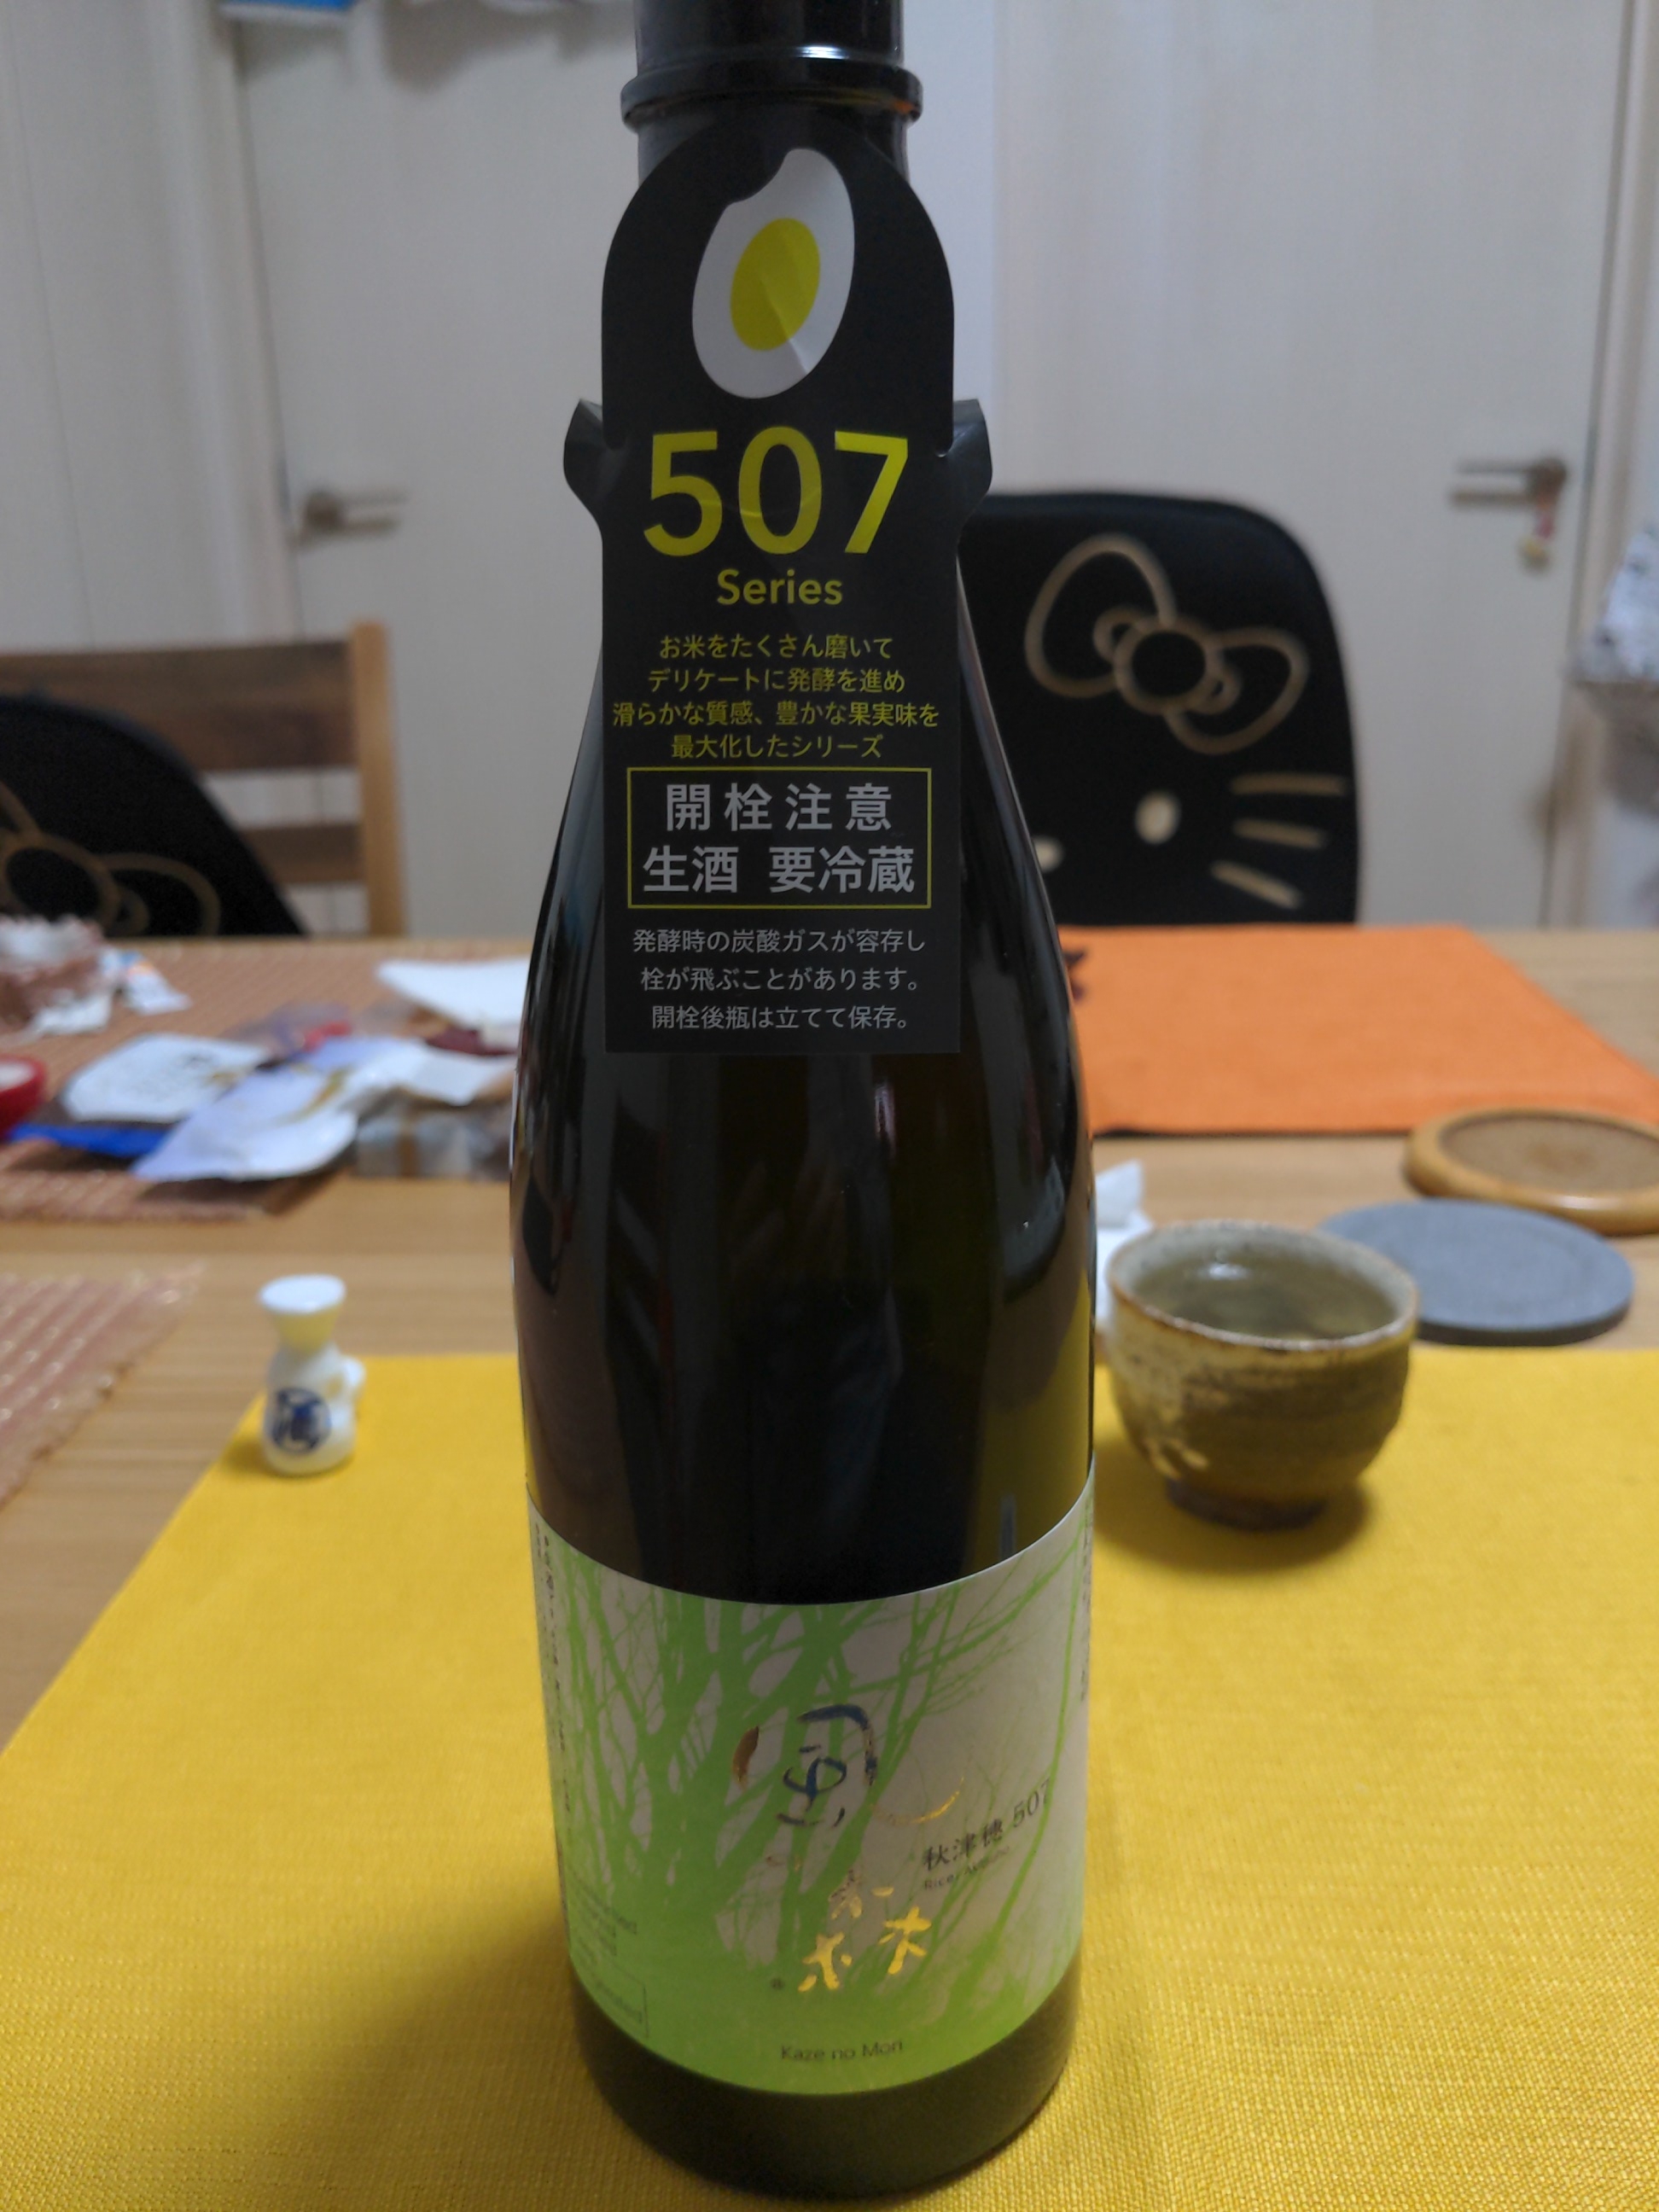 507
Series
お米をたくさん磨いて
デリケートに発酵を進め
滑らかな質感、豊かな果実味を
最大化したシリーズ
開栓注意
生酒 要冷蔵
発酵時の炭酸ガスが容存し
栓が飛ぶことがあります。
開栓後瓶は立てて保存。
酒
風の森
秋津穂 507
Kaze no Mori